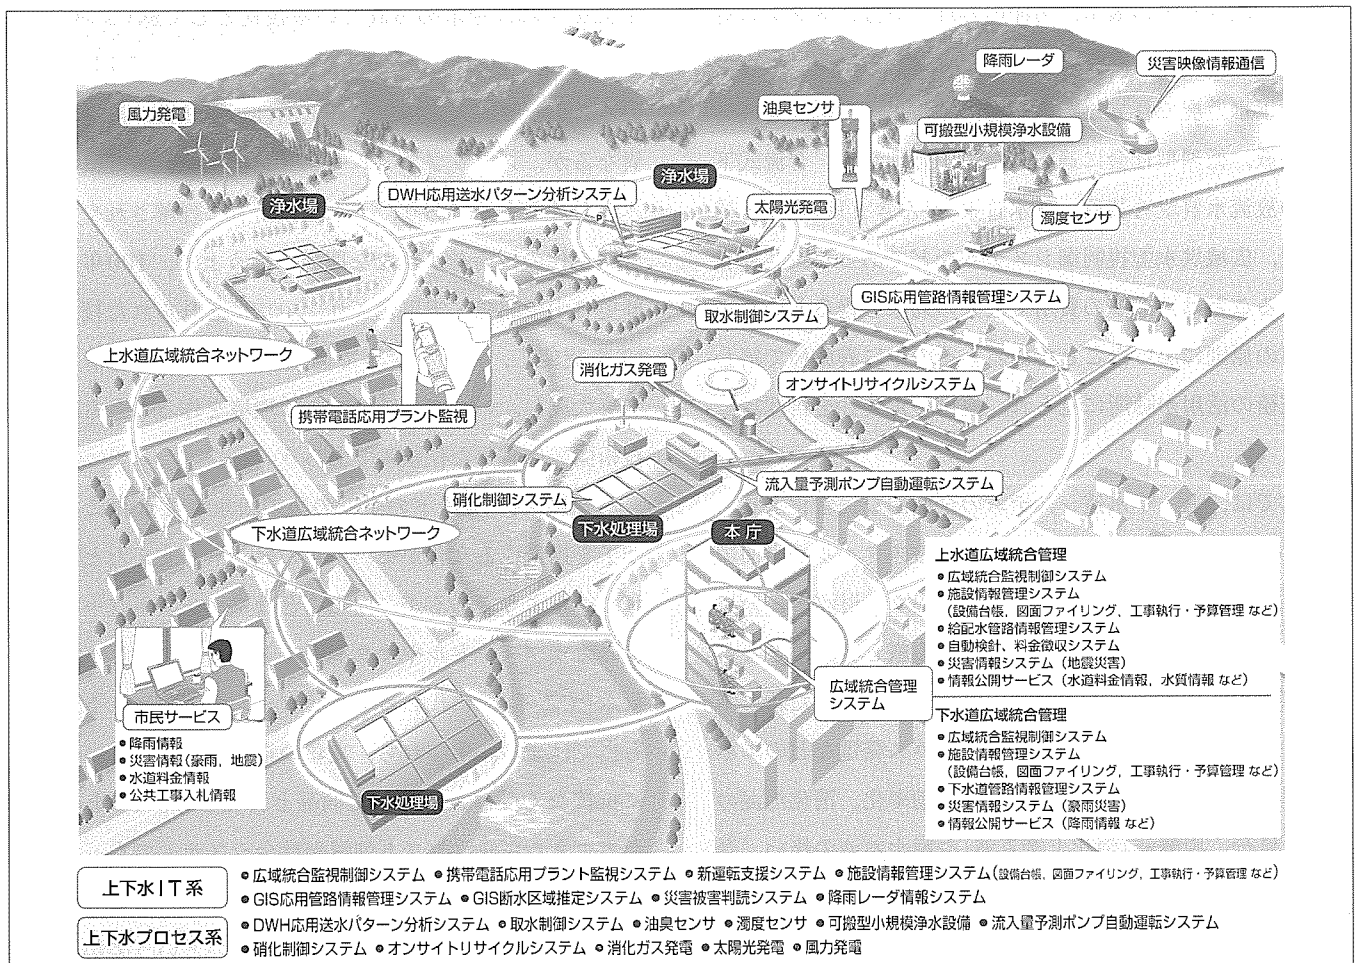 降雨レーダ
災害映像情報通信
風力発電
油臭センサ
可搬型小規模浄水設備
浄水場
DWH応用送水パターン分析システム
浄水場
太陽光発電
濁度センサ
P
GIS応用管路情報管理システム
取水制御システム
上水道広域統合ネットワーク
消化ガス発電
オンサイトリサイクルシステム
携帯電話応用プラント監視
流入量予測ポンプ自動運転システム
硝化制御システム
下水処理場
本庁
下水道広域統合ネットワーク
上水道広域統合管理
●広域統合監視制御システム
●施設情報管理システム
(設備台帳, 図面ファイリング, 工事執行・予算管理 など)
●給配水管路情報管理システム
●自動検針、料金徴収システム
●災害情報システム (地震災害)
●情報公開サービス (水道料金情報, 水質情報 など)
広域統合管理
システム
下水道広域統合管理
●広域統合監視制御システム
●施設情報管理システム
(設備台帳, 図面ファイリング, 工事執行・予算管理 など)
●下水道管路情報管理システム
●災害情報システム (豪雨災害)
●情報公開サービス (降雨情報 など)
市民サービス
●降雨情報
●災害情報(豪雨, 地震)
●水道料金情報
●公共工事入札情報
下水処理場
上下水IT系
●広域統合監視制御システム ●携帯電話応用プラント監視システム ●新運転支援システム ●施設情報管理システム(設備台帳, 図面ファイリング, 工事執行・予算管理 など)
●GIS応用管路情報管理システム ●GIS断水区域推定システム ●災害被害判読システム ●降雨レーダ情報システム
上下水プロセス系
●DWH応用送水パターン分析システム ●取水制御システム ●油臭センサ ●濁度センサ ●可搬型小規模浄水設備 ●流入量予測ポンプ自動運転システム
●硝化制御システム ●オンサイトリサイクルシステム ●消化ガス発電 ●太陽光発電 ●風力発電